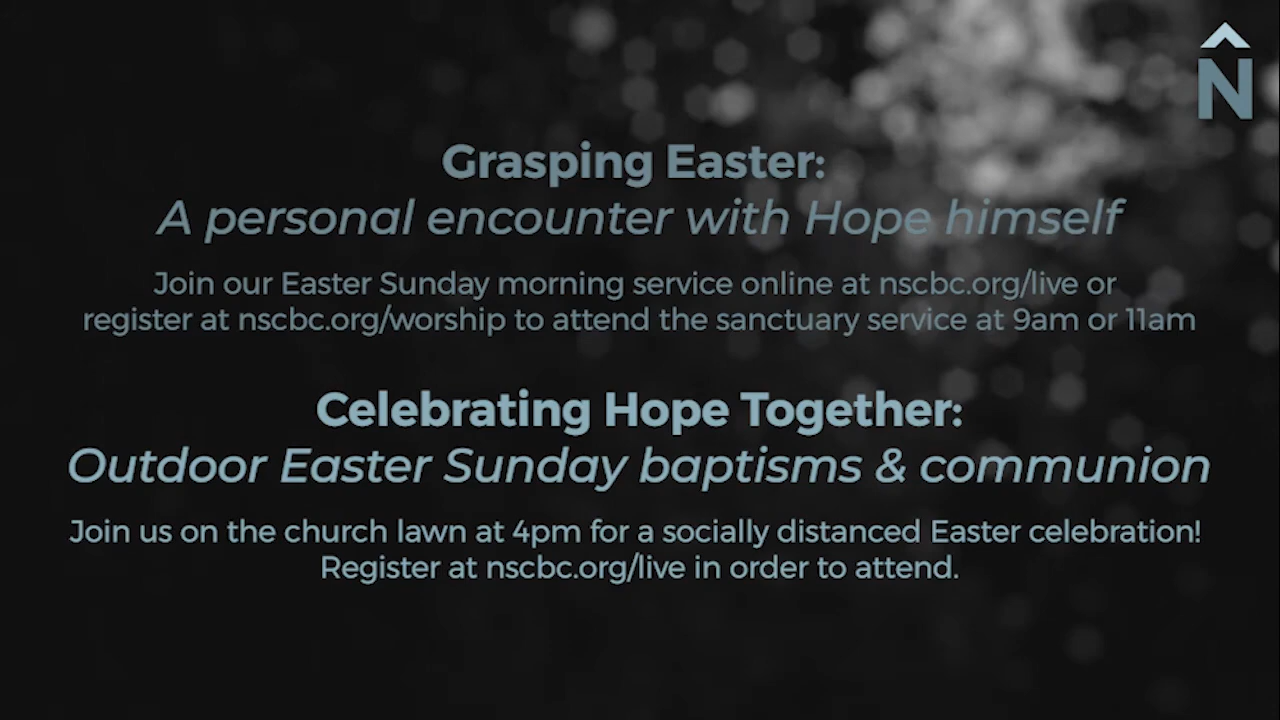 N
Grasping Easter:
A personal encounter with Hope himself
Join our Easter Sunday morning service online at nscbc.org/live or
register at nscbc.org/worship to attend the sanctuary service at 9am or 11am
Celebrating Hope Together:
Outdoor Easter Sunday baptisms & communion
Join us on the church lawn at 4pm for a socially distanced Easter celebration!
Register at nscbc.org/live in order to attend.